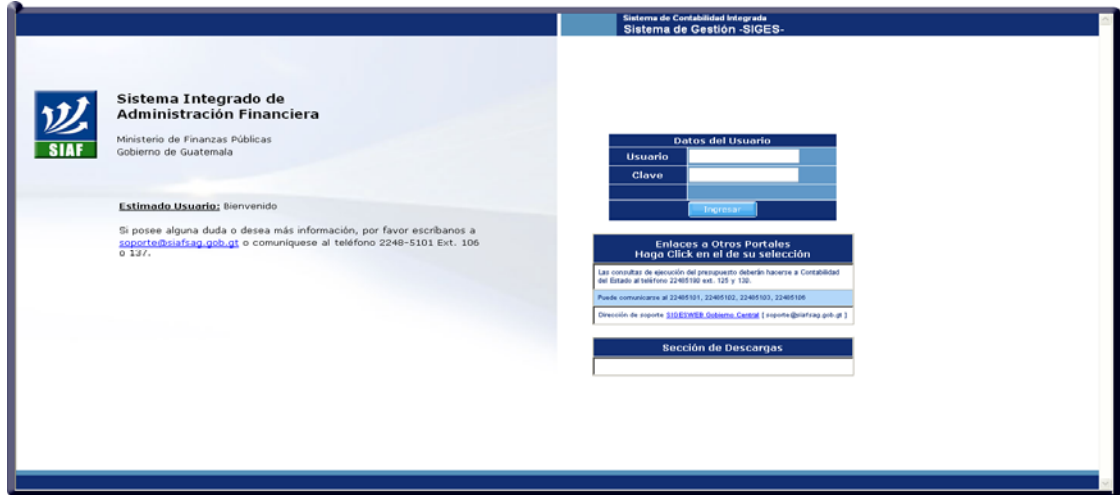 Sistema de Contabilidad Integrada
Sistema de Gestión -SIGES-
SIAF
Sistema Integrado de
Administración Financiera
Ministerio de Finanzas Públicas
Gobierno de Guatemala
Estimado Usuario: Bienvenido
Si posee alguna duda o desea más información, por favor escríbanos a
soporte@siafsag.gob.gt o comuníquese al teléfono 2248-5101 Ext. 106
o 137.
Datos del Usuario
Usuario
Clave
Ingresar
Enlaces a Otros Portales
Haga Click en el de su selección
Las consultas de ejecución del presupuesto deberán hacerse a Contabilidad
del Estado al teléfono 22485180 ext. 125 y 130.
Puede comunicarse al 22485101, 22485102, 22485103, 22485106
Dirección de soporte SIGESWEB Gobierno Central [ soporte@siafsag.gob.gt ]
Sección de Descargas